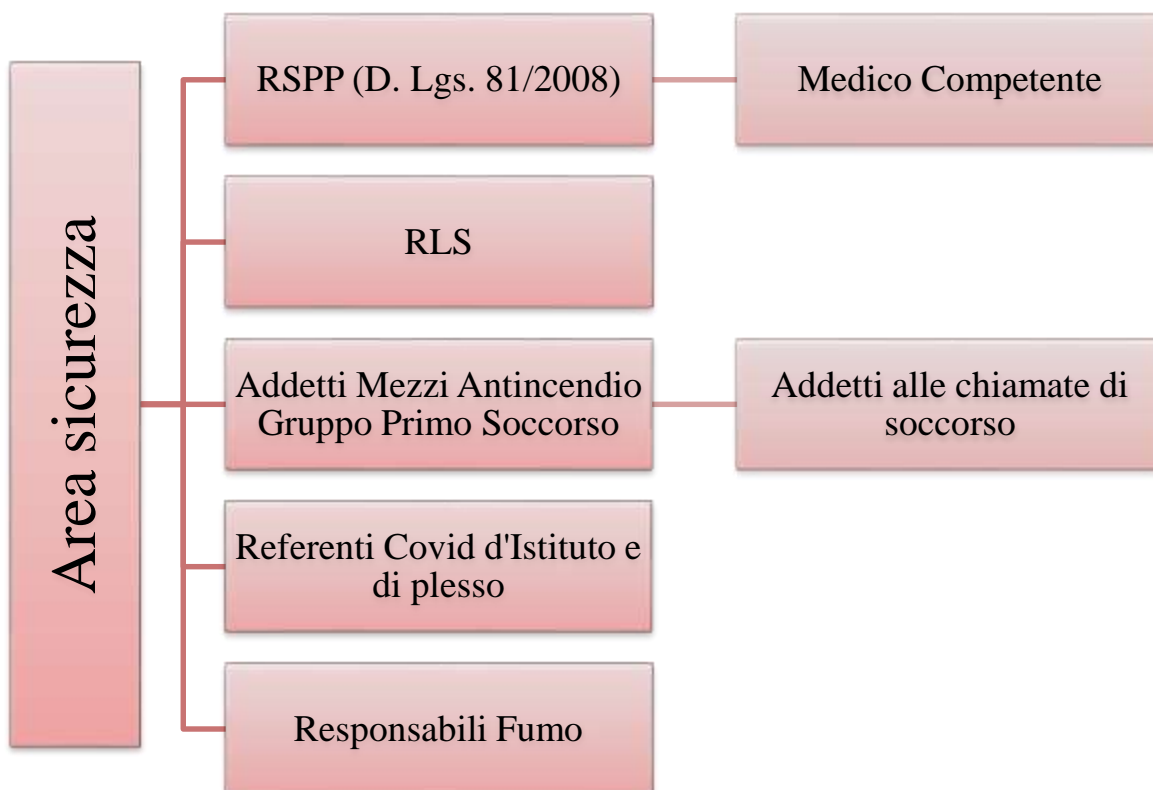 Area sicurezza
RSPP (D. Lgs. 81/2008)
Medico Competente
RLS
Addetti Mezzi Antincendio
Gruppo Primo Soccorso
Addetti alle chiamate di
soccorso
Referenti Covid d'Istituto e
di plesso
Responsabili Fumo